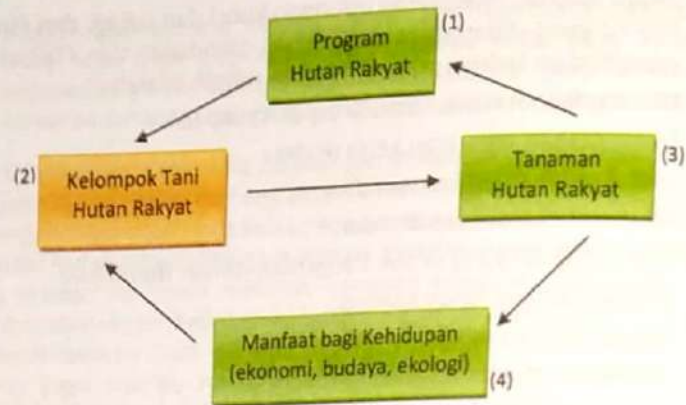 (1)
Program
Hutan Rakyat
(2)
Kelompok Tani
Hutan Rakyat
(3)
Tanaman
Hutan Rakyat
Manfaat bagi Kehidupan
(ekonomi, budaya, ekologi)
(4)